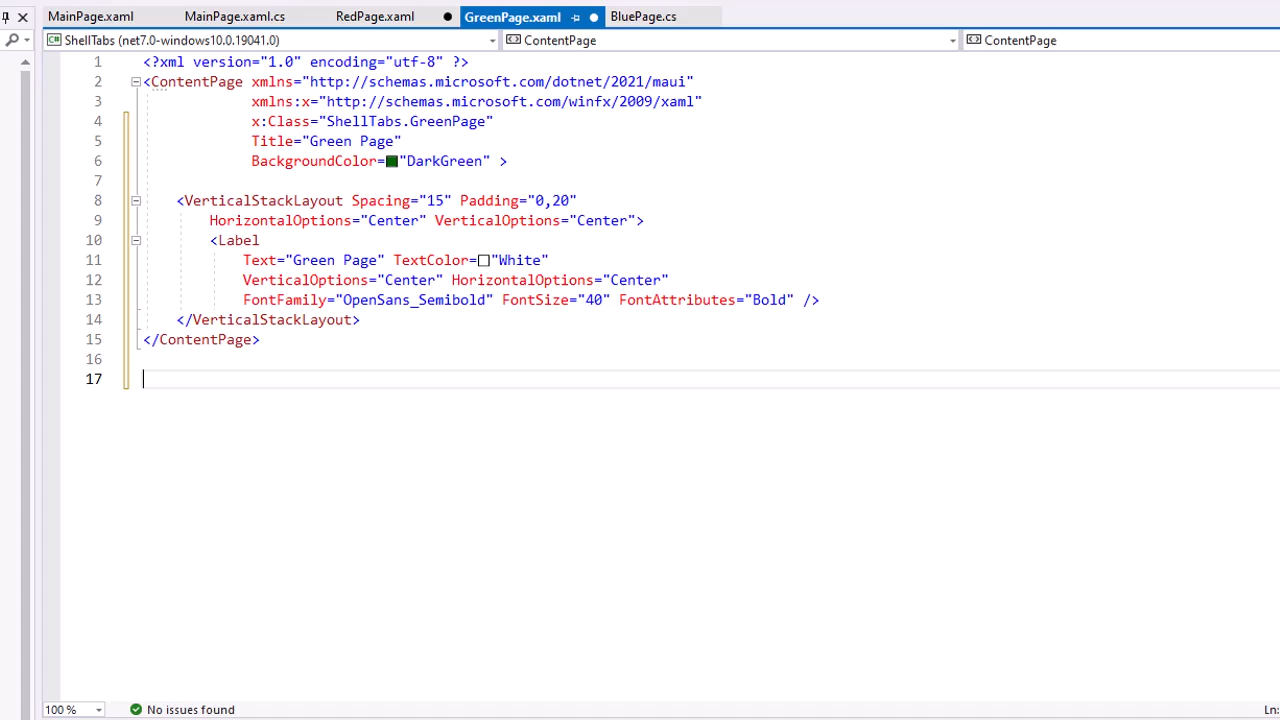 MainPage.xaml MainPage.xaml.cs RedPage.xaml GreenPage.xaml BluePage.cs
C# ShellTabs (net7.0-windows10.0.19041.0) ContentPage ContentPage
1 <?xml version="1.0" encoding="utf-8" ?>
2 <ContentPage xmlns="http://schemas.microsoft.com/dotnet/2021/maui"
3 xmlns:x="http://schemas.microsoft.com/winfx/2009/xaml"
4 x:Class="ShellTabs.GreenPage"
5 Title="Green Page"
6 BackgroundColor="DarkGreen" >
7
8 <VerticalStackLayout Spacing="15" Padding="0,20"
9 HorizontalOptions="Center" VerticalOptions="Center">
10 <Label
11 Text="Green Page" TextColor="White"
12 VerticalOptions="Center" HorizontalOptions="Center"
13 FontFamily="OpenSans_Semibold" FontSize="40" FontAttributes="Bold" />
14 </VerticalStackLayout>
15 </ContentPage>
16
17
100 % No issues found Ln: